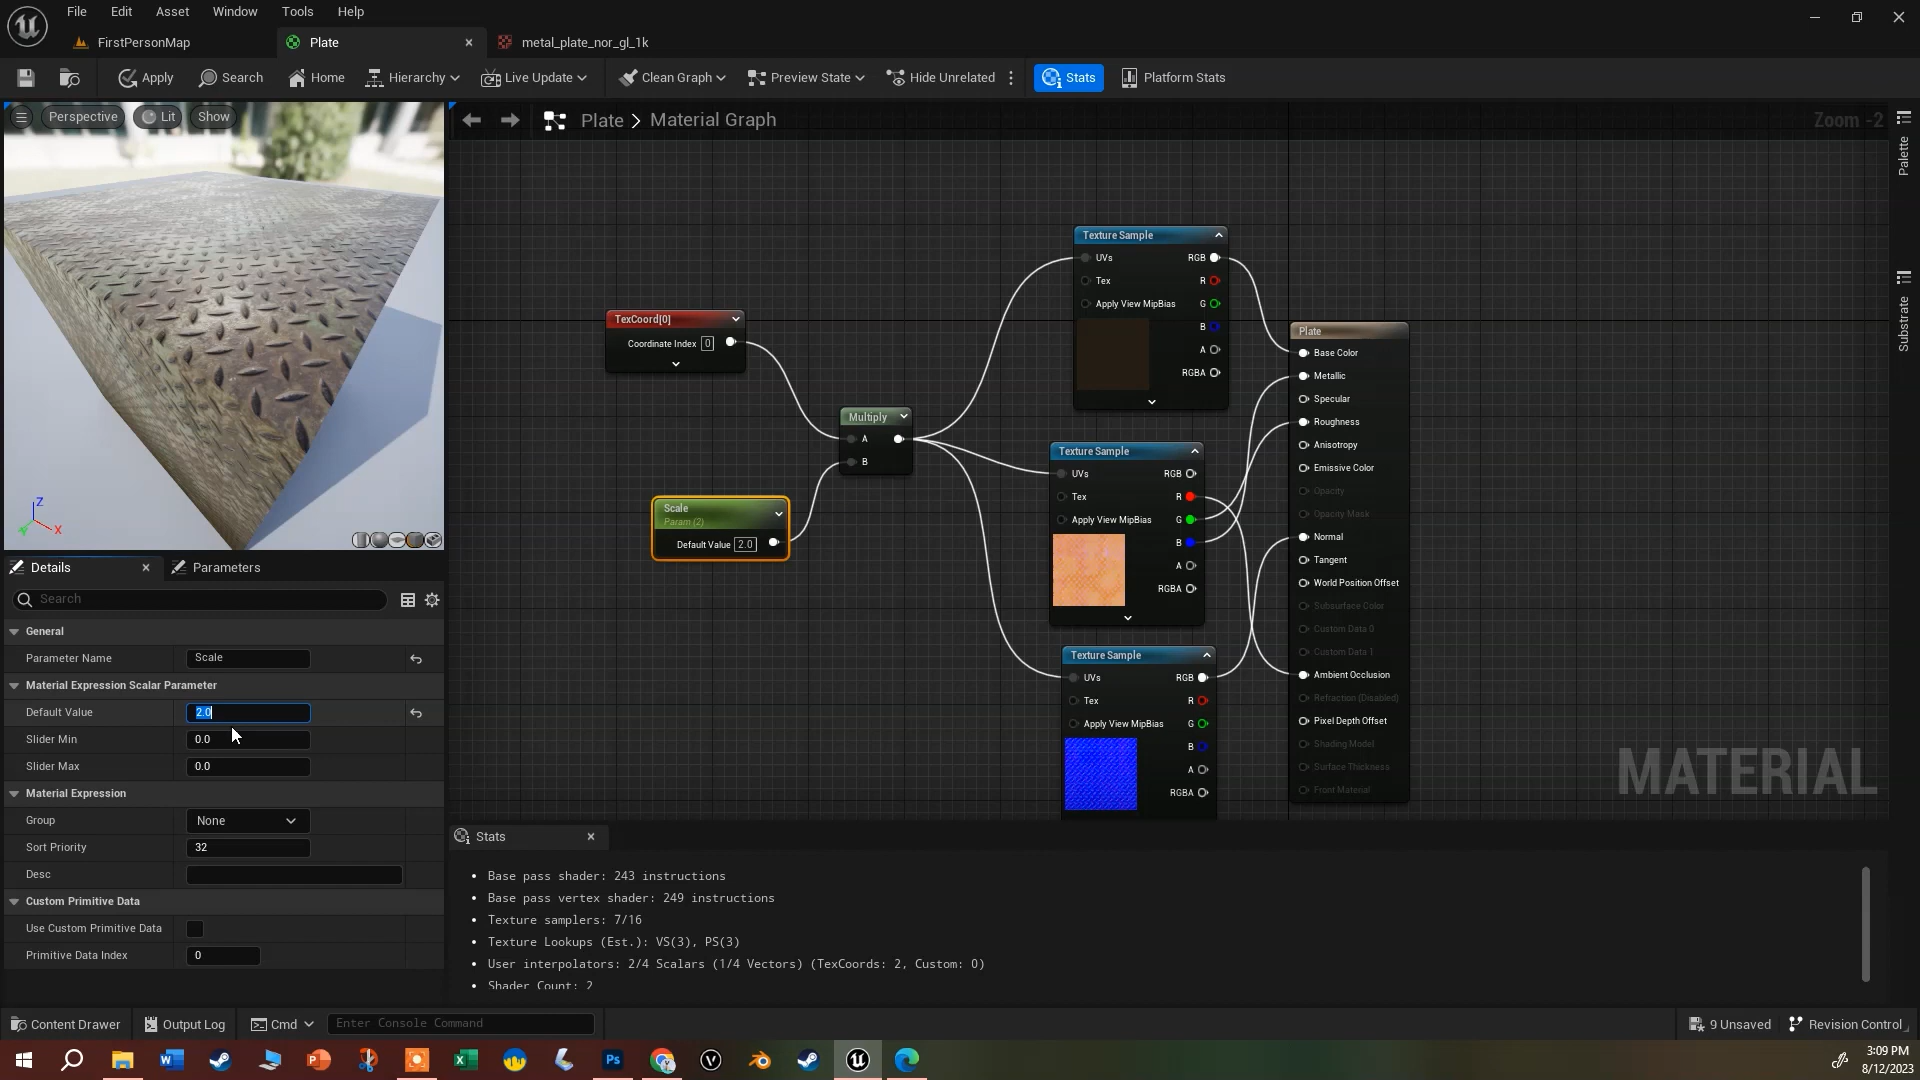 File Edit Asset Window Tools Help
FirstPersonMap
Plate
metal_plate_nor_gl_1k
Apply
Search
Home
Hierarchy
Live Update
Clean Graph
Preview State
Hide Unrelated
Stats
Platform Stats
Perspective
Lit
Show
Plate > Material Graph
Zoom -2
Palette
Substrate
Z
X
Texture Sample
UVs RGB
Tex R
Apply View MipBias G
B
A
RGBA
TexCoord[0]
Coordinate Index 0
Multiply
A
B
Scale
Param (2)
Default Value 2.0
Texture Sample
UVs RGB
Tex R
Apply View MipBias G
B
A
RGBA
Texture Sample
UVs RGB
Tex R
Apply View MipBias G
B
A
RGBA
Plate
Base Color
Metallic
Specular
Roughness
Anisotropy
Emissive Color
Opacity
Opacity Mask
Normal
Tangent
World Position Offset
Subsurface Color
Custom Data 0
Custom Data 1
Ambient Occlusion
Refraction (Disabled)
Pixel Depth Offset
Shading Model
Surface Thickness
Front Material
MATERIAL
Details
Parameters
Search
General
Parameter Name Scale
Material Expression Scalar Parameter
Default Value 2.0
Slider Min 0.0
Slider Max 0.0
Material Expression
Group None
Sort Priority 32
Desc
Custom Primitive Data
Use Custom Primitive Data
Primitive Data Index 0
Stats
Base pass shader: 243 instructions
Base pass vertex shader: 249 instructions
Texture samplers: 7/16
Texture Lookups (Est.): VS(3), PS(3)
User interpolators: 2/4 Scalars (1/4 Vectors) (TexCoords: 2, Custom: 0)
Shader Count: 2
Content Drawer
Output Log
Cmd
Enter Console Command
9 Unsaved
Revision Control
3:09 PM
8/12/2023